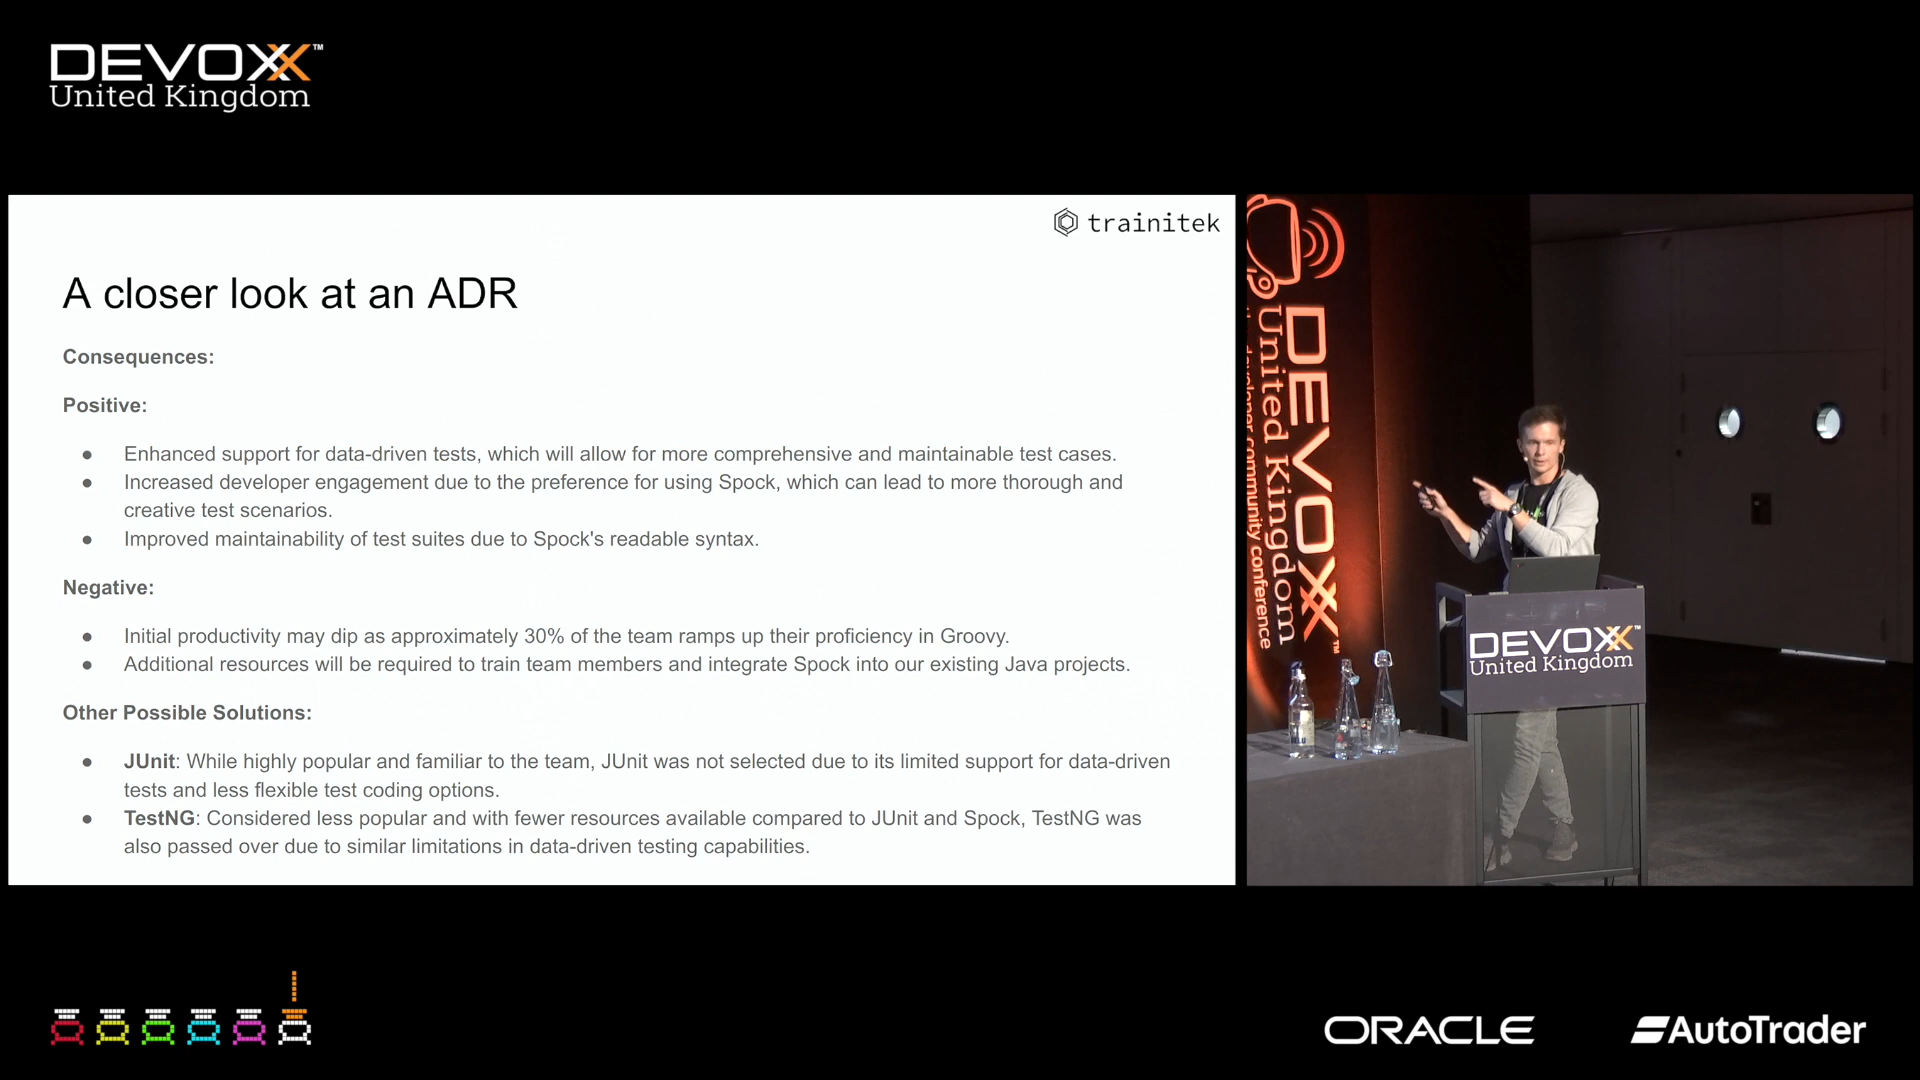 DEVOXX™
United Kingdom
trainitek
A closer look at an ADR
Consequences:
Positive:
● Enhanced support for data-driven tests, which will allow for more comprehensive and maintainable test cases.
● Increased developer engagement due to the preference for using Spock, which can lead to more thorough and
creative test scenarios.
● Improved maintainability of test suites due to Spock's readable syntax.
Negative:
● Initial productivity may dip as approximately 30% of the team ramps up their proficiency in Groovy.
● Additional resources will be required to train team members and integrate Spock into our existing Java projects.
Other Possible Solutions:
● JUnit: While highly popular and familiar to the team, JUnit was not selected due to its limited support for data-driven
tests and less flexible test coding options.
● TestNG: Considered less popular and with fewer resources available compared to JUnit and Spock, TestNG was
also passed over due to similar limitations in data-driven testing capabilities.
DEVOXX™
United Kingdom
developer community conference
DEVOXX™
United Kingdom
ORACLE
AutoTrader